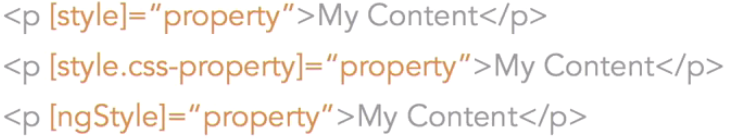 <p [style]=“property”>My Content</p>
<p [style.css-property]=“property”>My Content</p>
<p [ngStyle]=“property”>My Content</p>